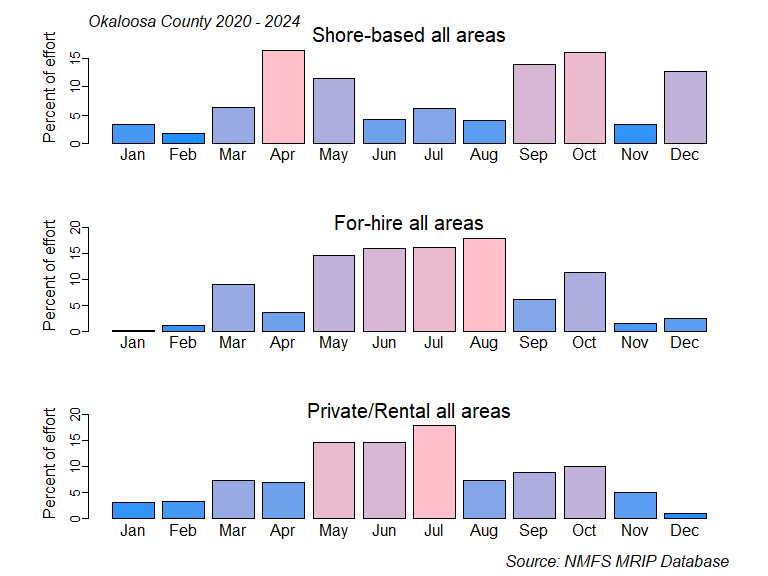 Okaloosa County 2020 - 2024
Shore-based all areas
Percent of effort
0 5 10 15
Jan Feb Mar Apr May Jun Jul Aug Sep Oct Nov Dec
For-hire all areas
Percent of effort
0 5 10 15 20
Jan Feb Mar Apr May Jun Jul Aug Sep Oct Nov Dec
Private/Rental all areas
Percent of effort
0 5 10 15 20
Jan Feb Mar Apr May Jun Jul Aug Sep Oct Nov Dec
Source: NMFS MRIP Database